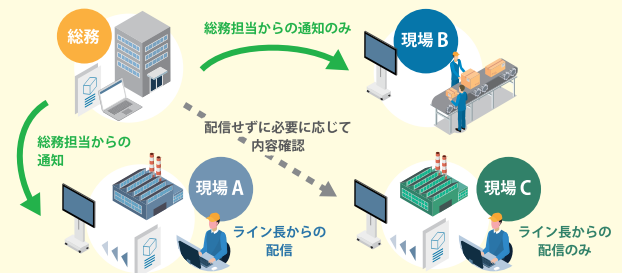 総務
総務担当からの通知のみ
現場 B
総務担当からの
通知
配信せずに必要に応じて
内容確認
現場 A
ライン長からの
配信
現場 C
ライン長からの
配信のみ